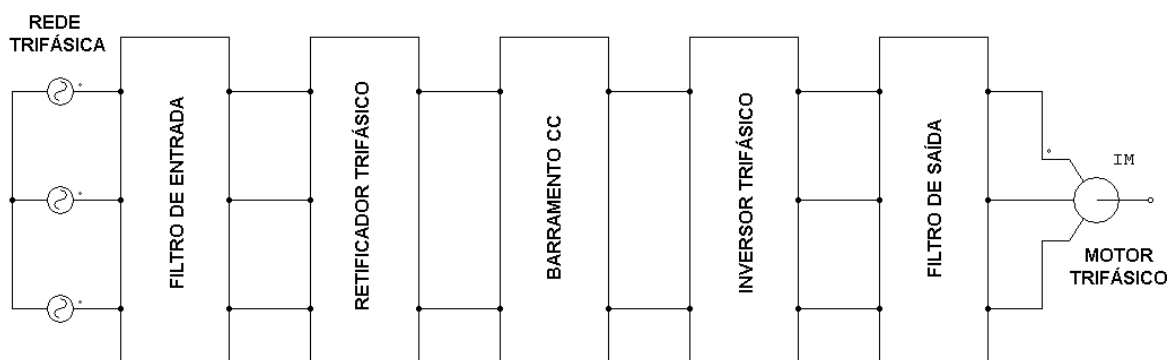 REDE
TRIFÁSICA
FILTRO DE ENTRADA
RETIFICADOR TRIFÁSICO
BARRAMENTO CC
INVERSOR TRIFÁSICO
FILTRO DE SAÍDA
IM
MOTOR
TRIFÁSICO